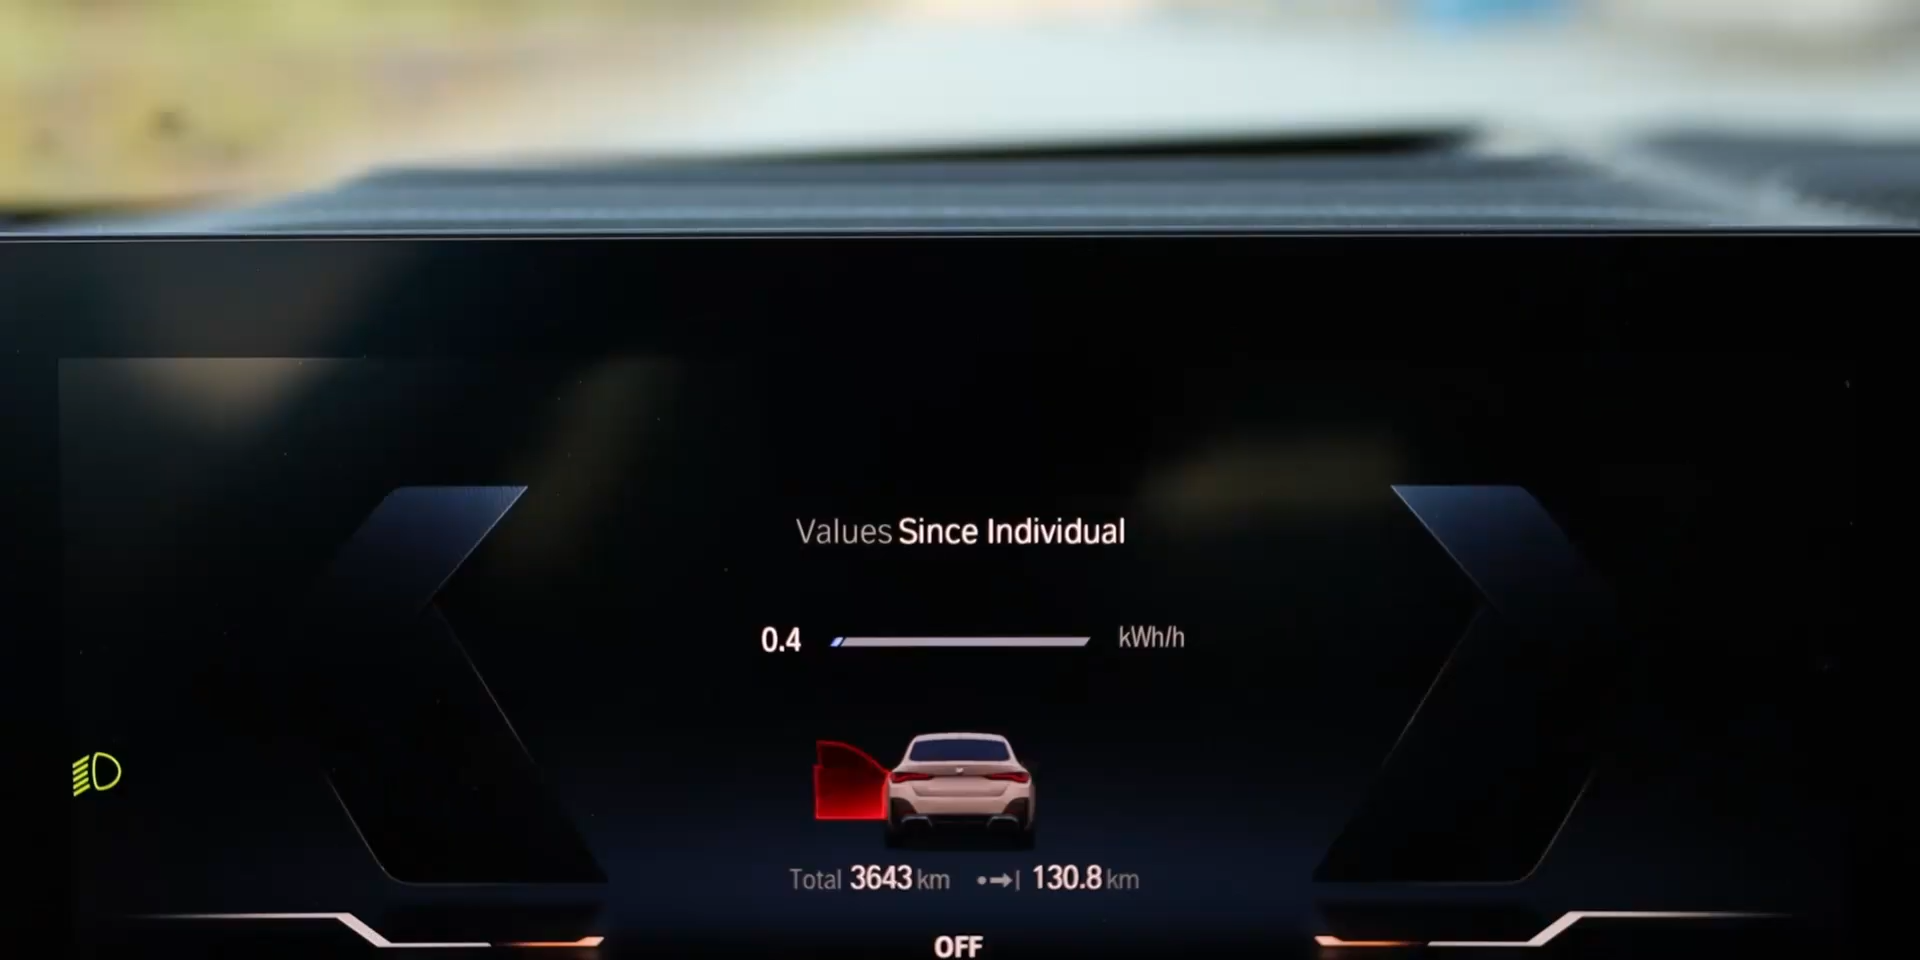 Values Since Individual
0.4 kWh/h
Total 3643 km 130.8 km
OFF